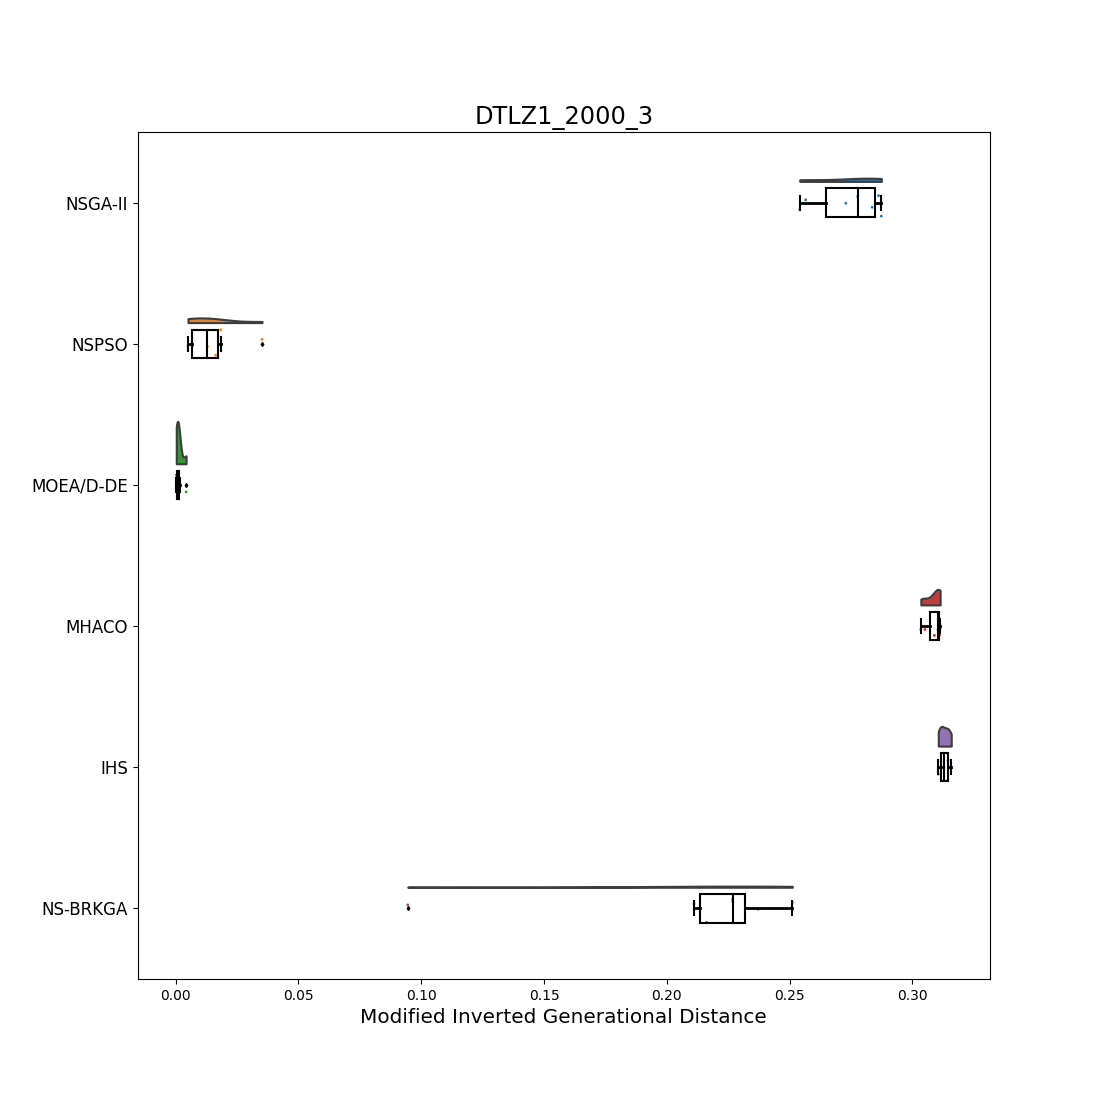 DTLZ1_2000_3
NSGA-II
NSPSO
MOEA/D-DE
MHACO
IHS
NS-BRKGA
0.00 0.05 0.10 0.15 0.20 0.25 0.30
Modified Inverted Generational Distance